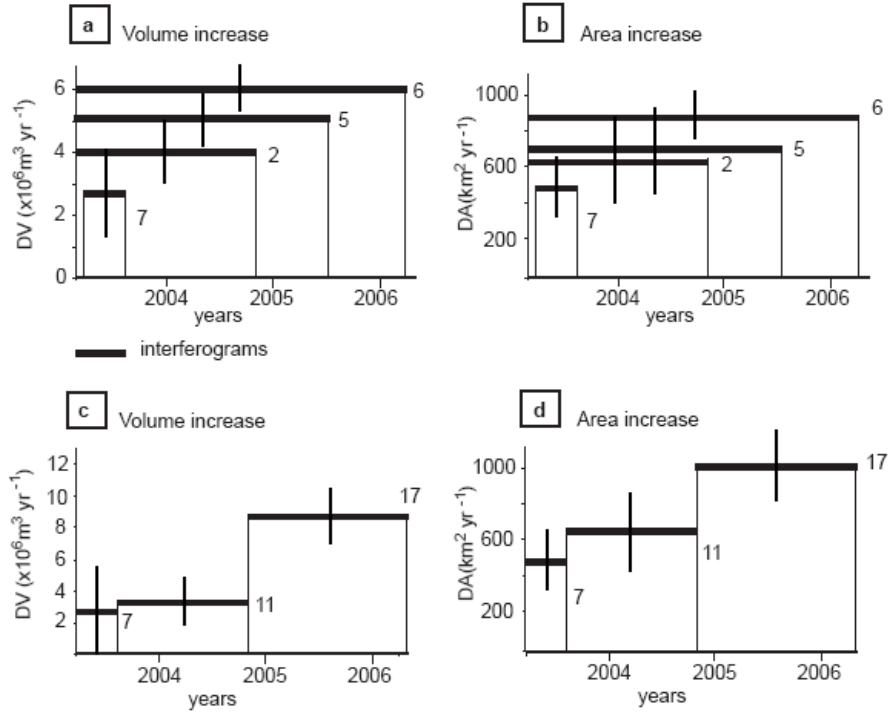 a Volume increase
DV (x10⁶m³ yr⁻¹)
6
4
2
0
6
5
2
7
2004 2005 2006
years
b Area increase
DA(km² yr⁻¹)
1000
600
200
6
5
2
7
2004 2005 2006
years
interferograms
c Volume increase
DV (x10⁶m³ yr⁻¹)
12
10
8
6
4
2
17
11
7
2004 2005 2006
years
d Area increase
DA(km² yr⁻¹)
1000
600
200
17
11
7
2004 2005 2006
years